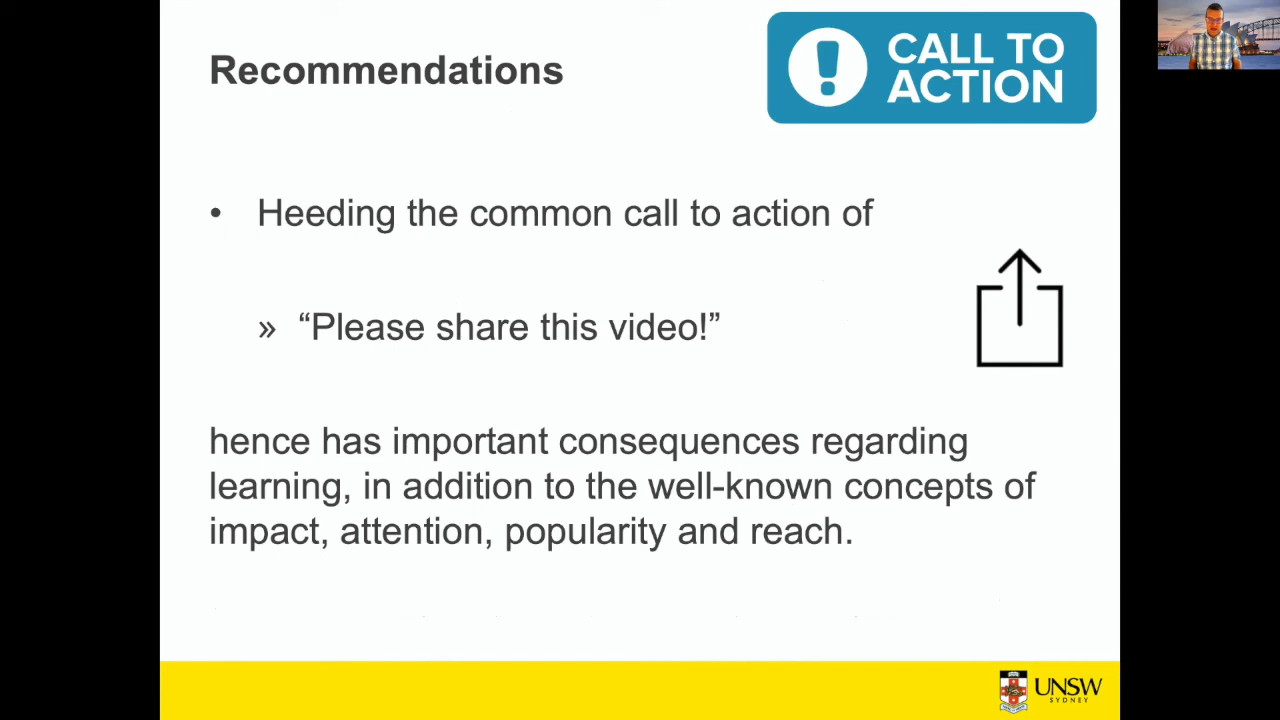 Recommendations
CALL TO
ACTION
• Heeding the common call to action of
» “Please share this video!”
hence has important consequences regarding
learning, in addition to the well-known concepts of
impact, attention, popularity and reach.
UNSW
SYDNEY